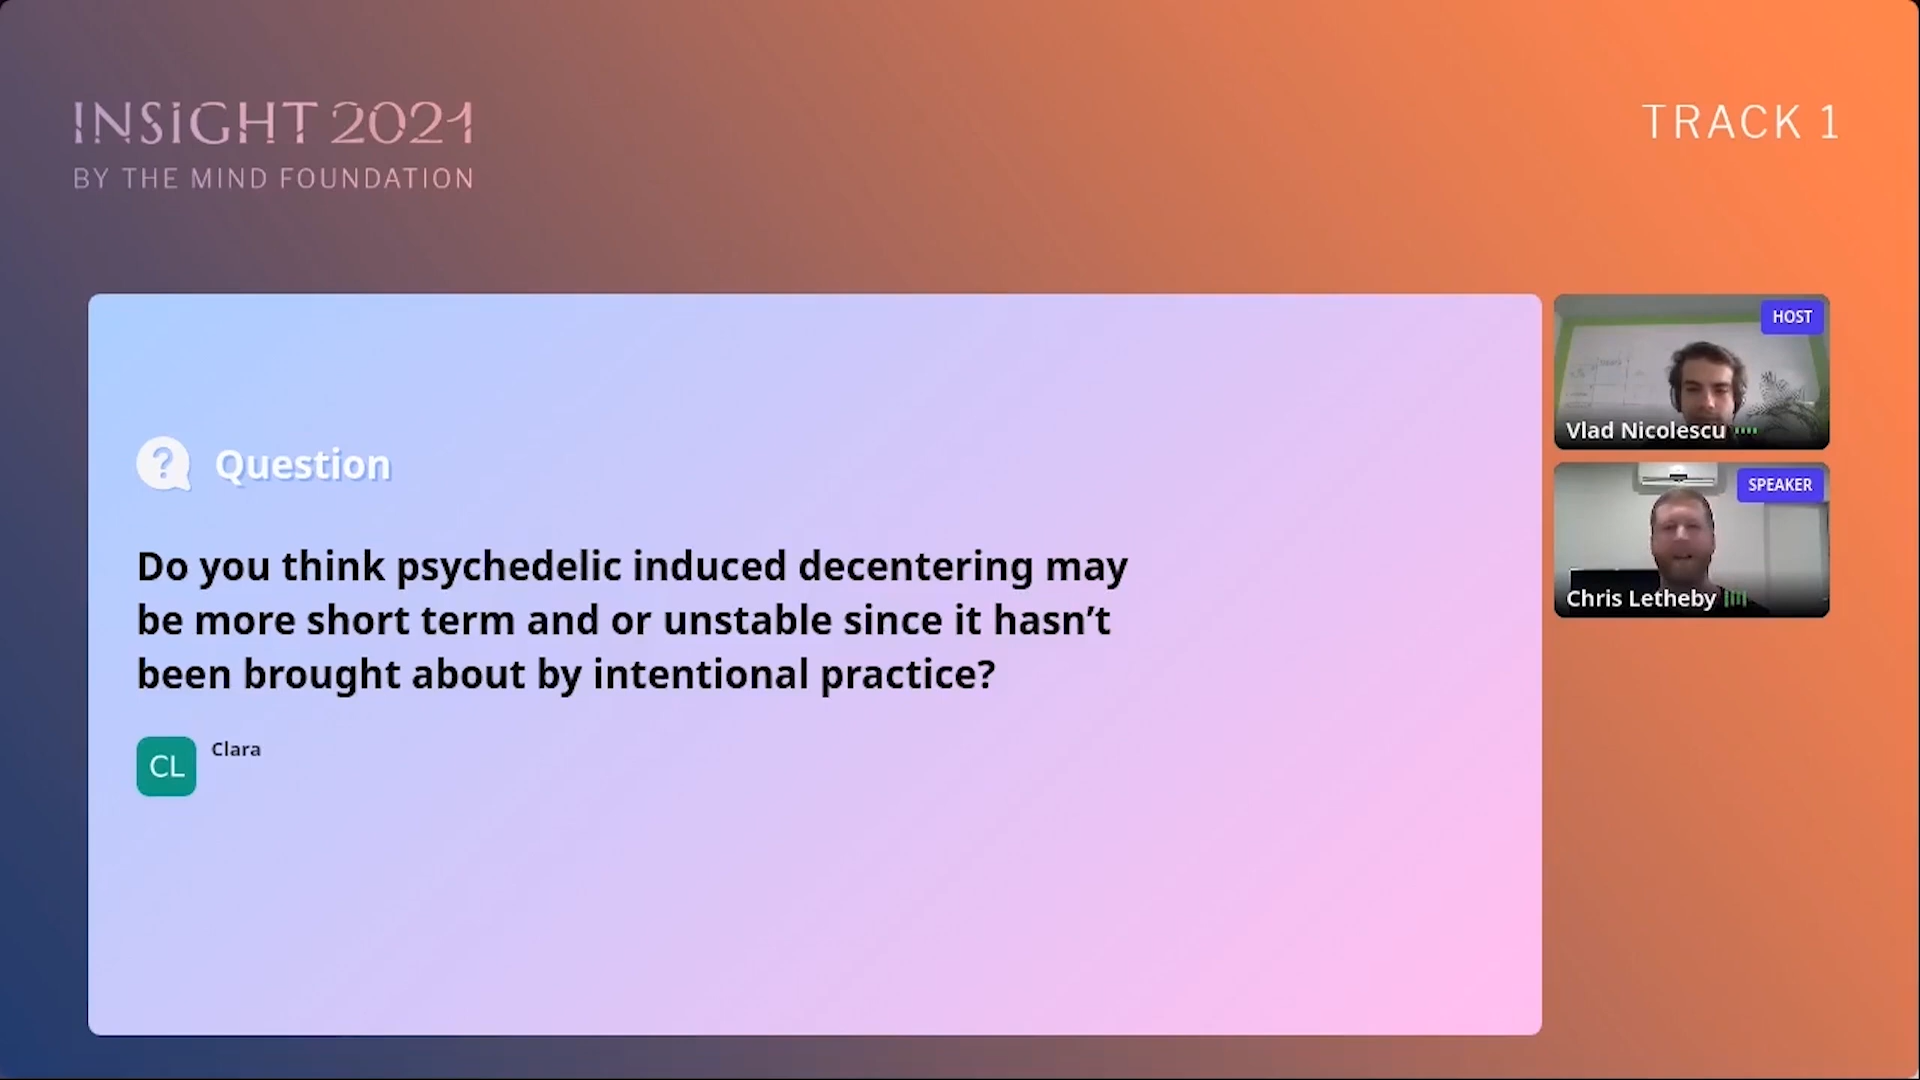 INSiGHT 2021
BY THE MIND FOUNDATION
TRACK 1
HOST
Vlad Nicolescu
SPEAKER
Chris Letheby
? Question
Do you think psychedelic induced decentering may
be more short term and or unstable since it hasn’t
been brought about by intentional practice?
CL
Clara